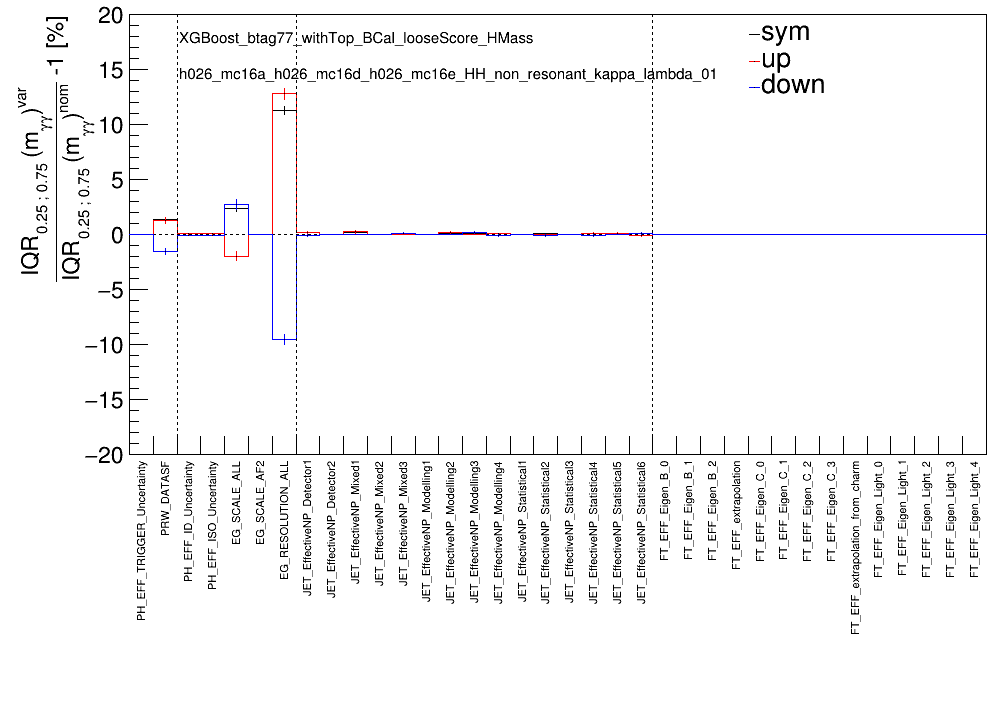 IQR0.25 ; 0.75 (mγγ)var
IQR0.25 ; 0.75 (mγγ)nom -1 [%]
20
15
10
5
0
−5
−10
−15
−20
XGBoost_btag77_withTop_BCal_looseScore_HMass
h026_mc16a_h026_mc16d_h026_mc16e_HH_non_resonant_kappa_lambda_01
sym
up
down
PH_EFF_TRIGGER_Uncertainty
PRW_DATASF
PH_EFF_ID_Uncertainty
PH_EFF_ISO_Uncertainty
EG_SCALE_ALL
EG_SCALE_AF2
EG_RESOLUTION_ALL
JET_EffectiveNP_Detector1
JET_EffectiveNP_Detector2
JET_EffectiveNP_Mixed1
JET_EffectiveNP_Mixed2
JET_EffectiveNP_Mixed3
JET_EffectiveNP_Modelling1
JET_EffectiveNP_Modelling2
JET_EffectiveNP_Modelling3
JET_EffectiveNP_Modelling4
JET_EffectiveNP_Statistical1
JET_EffectiveNP_Statistical2
JET_EffectiveNP_Statistical3
JET_EffectiveNP_Statistical4
JET_EffectiveNP_Statistical5
JET_EffectiveNP_Statistical6
FT_EFF_Eigen_B_0
FT_EFF_Eigen_B_1
FT_EFF_Eigen_B_2
FT_EFF_extrapolation
FT_EFF_Eigen_C_0
FT_EFF_Eigen_C_1
FT_EFF_Eigen_C_2
FT_EFF_Eigen_C_3
FT_EFF_extrapolation_from_charm
FT_EFF_Eigen_Light_0
FT_EFF_Eigen_Light_1
FT_EFF_Eigen_Light_2
FT_EFF_Eigen_Light_3
FT_EFF_Eigen_Light_4